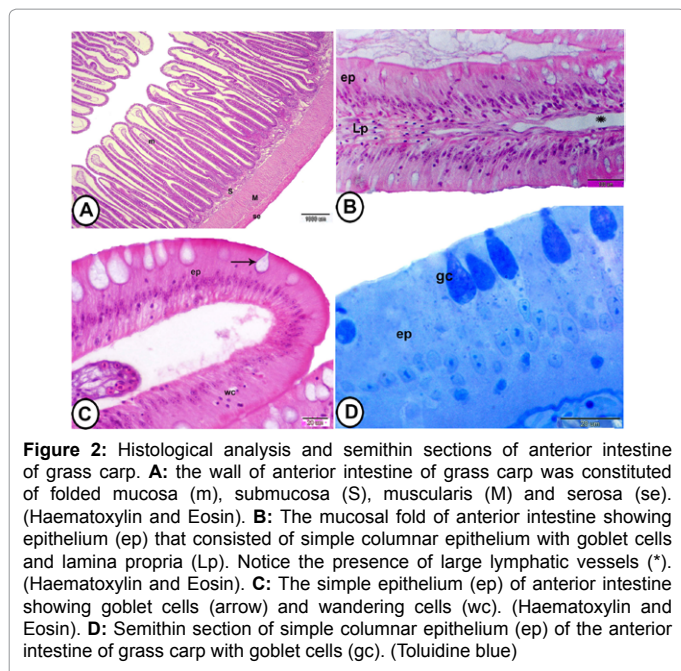 m
S
M
se
A
ep
Lp
*
B
ep
wc
20 µm
C
gc
ep
D
Figure 2: Histological analysis and semithin sections of anterior intestine
of grass carp. A: the wall of anterior intestine of grass carp was constituted
of folded mucosa (m), submucosa (S), muscularis (M) and serosa (se).
(Haematoxylin and Eosin). B: The mucosal fold of anterior intestine showing
epithelium (ep) that consisted of simple columnar epithelium with goblet cells
and lamina propria (Lp). Notice the presence of large lymphatic vessels (*).
(Haematoxylin and Eosin). C: The simple epithelium (ep) of anterior intestine
showing goblet cells (arrow) and wandering cells (wc). (Haematoxylin and
Eosin). D: Semithin section of simple columnar epithelium (ep) of the anterior
intestine of grass carp with goblet cells (gc). (Toluidine blue)